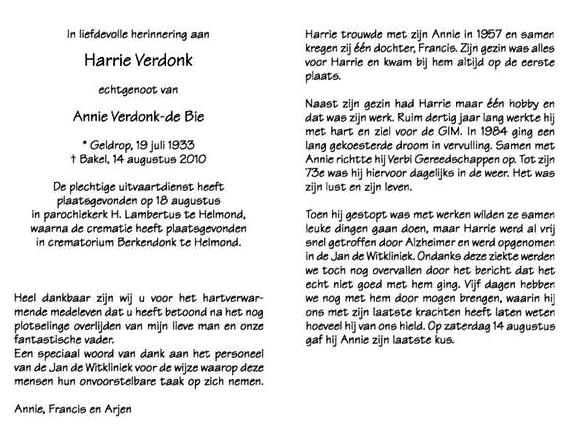 In liefdevolle herinnering aan
Harrie Verdonk
echtgenoot van
Annie Verdonk-de Bie
* Geldrop, 19 juli 1933
† Bakel, 14 augustus 2010
De plechtige uitvaartdienst heeft
plaatsgevonden op 18 augustus
in parochiekerk H. Lambertus te Helmond,
waarna de crematie heeft plaatsgevonden
in crematorium Berkendonk te Helmond.
Heel dankbaar zijn wij u voor het hartverwar-
mende medeleven dat u heeft betoond na het nog
plotselinge overlijden van mijn lieve man en onze
fantastische vader.
Een speciaal woord van dank aan het personeel
van de Jan de Witkliniek voor de wijze waarop deze
mensen hun onvoorstelbare taak op zich nemen.
Annie, Francis en Arjen
Harrie trouwde met zijn Annie in 1957 en samen
kregen zij één dochter, Francis. Zijn gezin was alles
voor Harrie en kwam bij hem altijd op de eerste
plaats.
Naast zijn gezin had Harrie maar één hobby en
dat was zijn werk. Ruim dertig jaar lang werkte hij
met hart en ziel voor de GIM. In 1984 ging een
lang gekoesterde droom in vervulling. Samen met
Annie richtte hij Verbi Gereedschappen op. Tot zijn
73e was hij hiervoor dagelijks in de weer. Het was
zijn lust en zijn leven.
Toen hij gestopt was met werken wilden ze samen
leuke dingen gaan doen, maar Harrie werd al vrij
snel getroffen door Alzheimer en werd opgenomen
in de Jan de Witkliniek. Ondanks deze ziekte werden
we toch nog overvallen door het bericht dat het
echt niet goed met hem ging. Vijf dagen hebben
we nog met hem door mogen brengen, waarin hij
ons met zijn laatste krachten heeft laten weten
hoeveel hij van ons hield. Op zaterdag 14 augustus
gaf hij Annie zijn laatste kus.